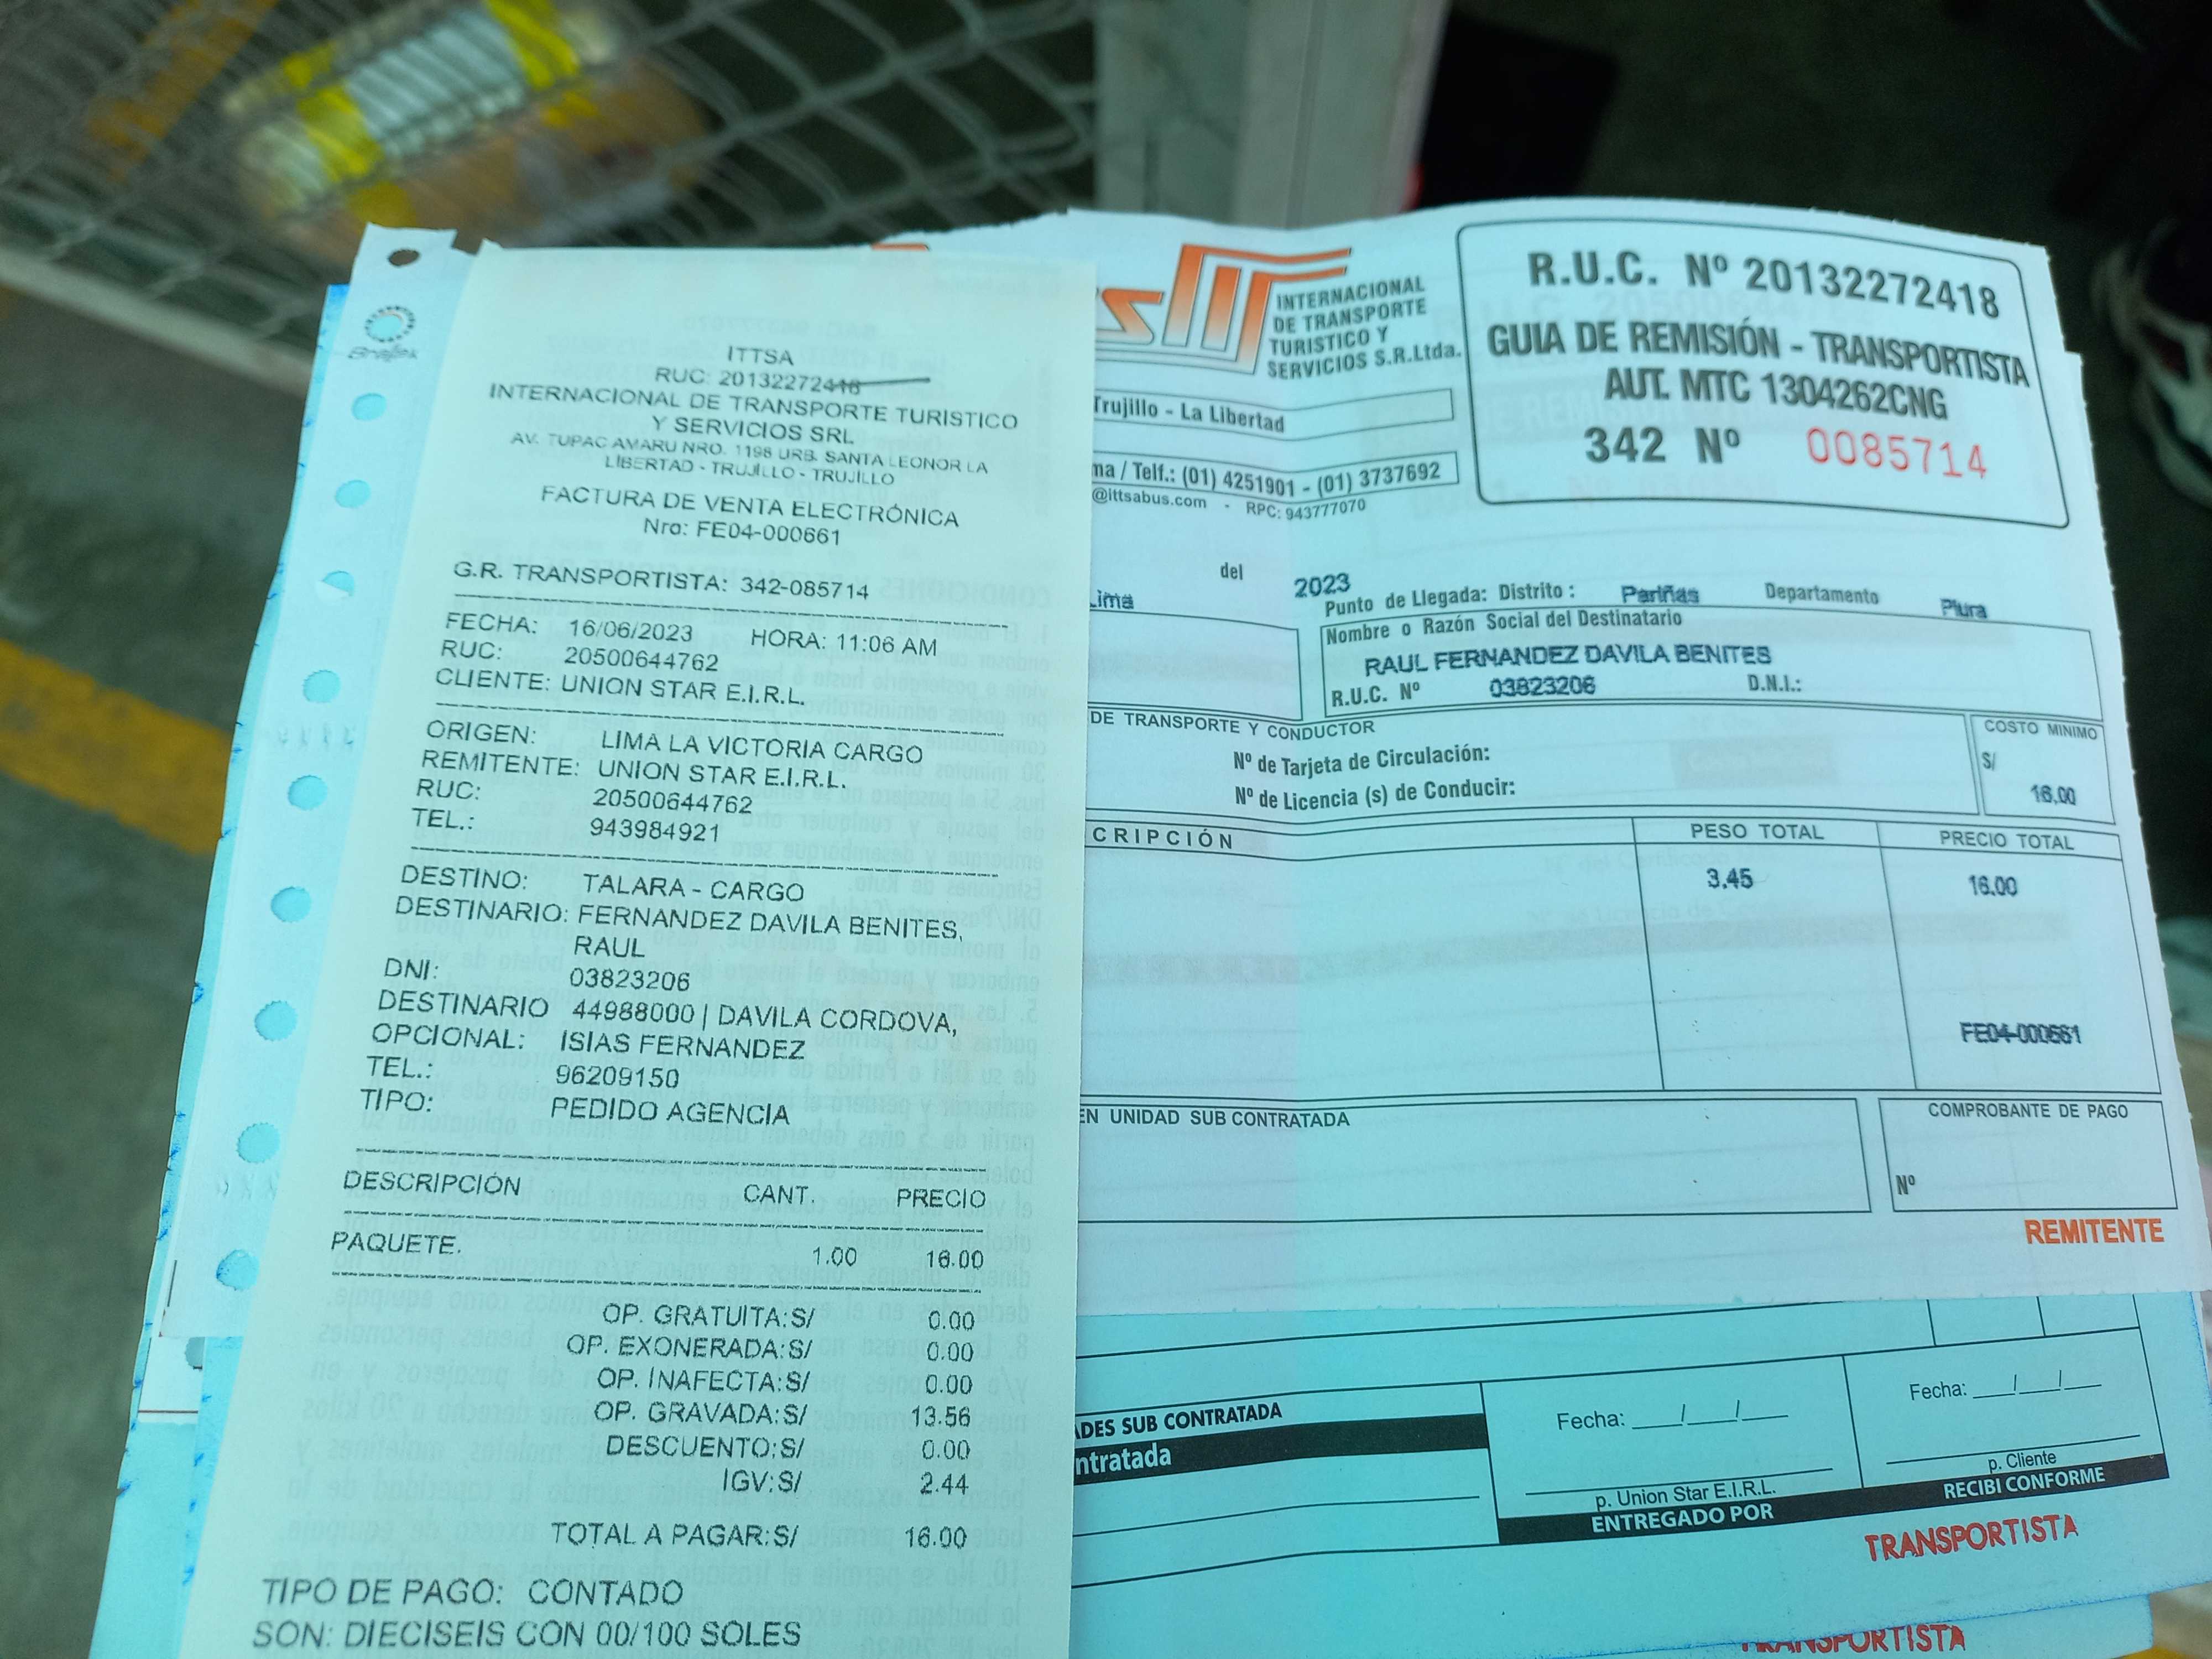 ITTSA
RUC: 20132272418
INTERNACIONAL DE TRANSPORTE TURISTICO
Y SERVICIOS SRL
AV. TUPAC AMARU NRO. 1198 URB. SANTA LEONOR LA
LIBERTAD - TRUJILLO - TRUJILLO
FACTURA DE VENTA ELECTRÓNICA
Nro: FE04-000661
G.R. TRANSPORTISTA: 342-085714
FECHA: 16/06/2023 HORA: 11:06 AM
RUC: 20500644762
CLIENTE: UNION STAR E.I.R.L.
ORIGEN: LIMA LA VICTORIA CARGO
REMITENTE: UNION STAR E.I.R.L.
RUC: 20500644762
TEL.: 943984921
DESTINO: TALARA - CARGO
DESTINARIO: FERNANDEZ DAVILA BENITES,
RAUL
DNI: 03823206
DESTINARIO 44988000 | DAVILA CORDOVA,
OPCIONAL: ISIAS FERNANDEZ
TEL.: 96209150
TIPO: PEDIDO AGENCIA
DESCRIPCIÓN CANT. PRECIO
PAQUETE. 1.00 16.00
OP. GRATUITA:S/ 0.00
OP. EXONERADA:S/ 0.00
OP. INAFECTA:S/ 0.00
OP. GRAVADA:S/ 13.56
DESCUENTO:S/ 0.00
IGV:S/ 2.44
TOTAL A PAGAR:S/ 16.00
TIPO DE PAGO: CONTADO
SON: DIECISEIS CON 00/100 SOLES
INTERNACIONAL
DE TRANSPORTE
TURISTICO Y
SERVICIOS S.R.Ltda.
Trujillo - La Libertad
ma / Telf.: (01) 4251901 - (01) 3737692
@ittsabus.com - RPC: 943777070
R.U.C. Nº 20132272418
GUIA DE REMISIÓN - TRANSPORTISTA
AUT. MTC 1304262CNG
342 Nº 0085714
del 2023
Lima
Punto de Llegada: Distrito : Pariñas Departamento Piura
Nombre o Razón Social del Destinatario
RAUL FERNANDEZ DAVILA BENITES
R.U.C. Nº 03823206 D.N.I.:
DE TRANSPORTE Y CONDUCTOR
Nº de Tarjeta de Circulación:
Nº de Licencia (s) de Conducir:
COSTO MINIMO
S/
16.00
CRIPCIÓN PESO TOTAL PRECIO TOTAL
3.45 16.00
FE04-000661
EN UNIDAD SUB CONTRATADA
COMPROBANTE DE PAGO
Nº
REMITENTE
ADES SUB CONTRATADA
ntratada
Fecha: ___/___/___
p. Union Star E.I.R.L.
ENTREGADO POR
Fecha: ___/___/___
p. Cliente
RECIBI CONFORME
TRANSPORTISTA
TRANSPORTISTA